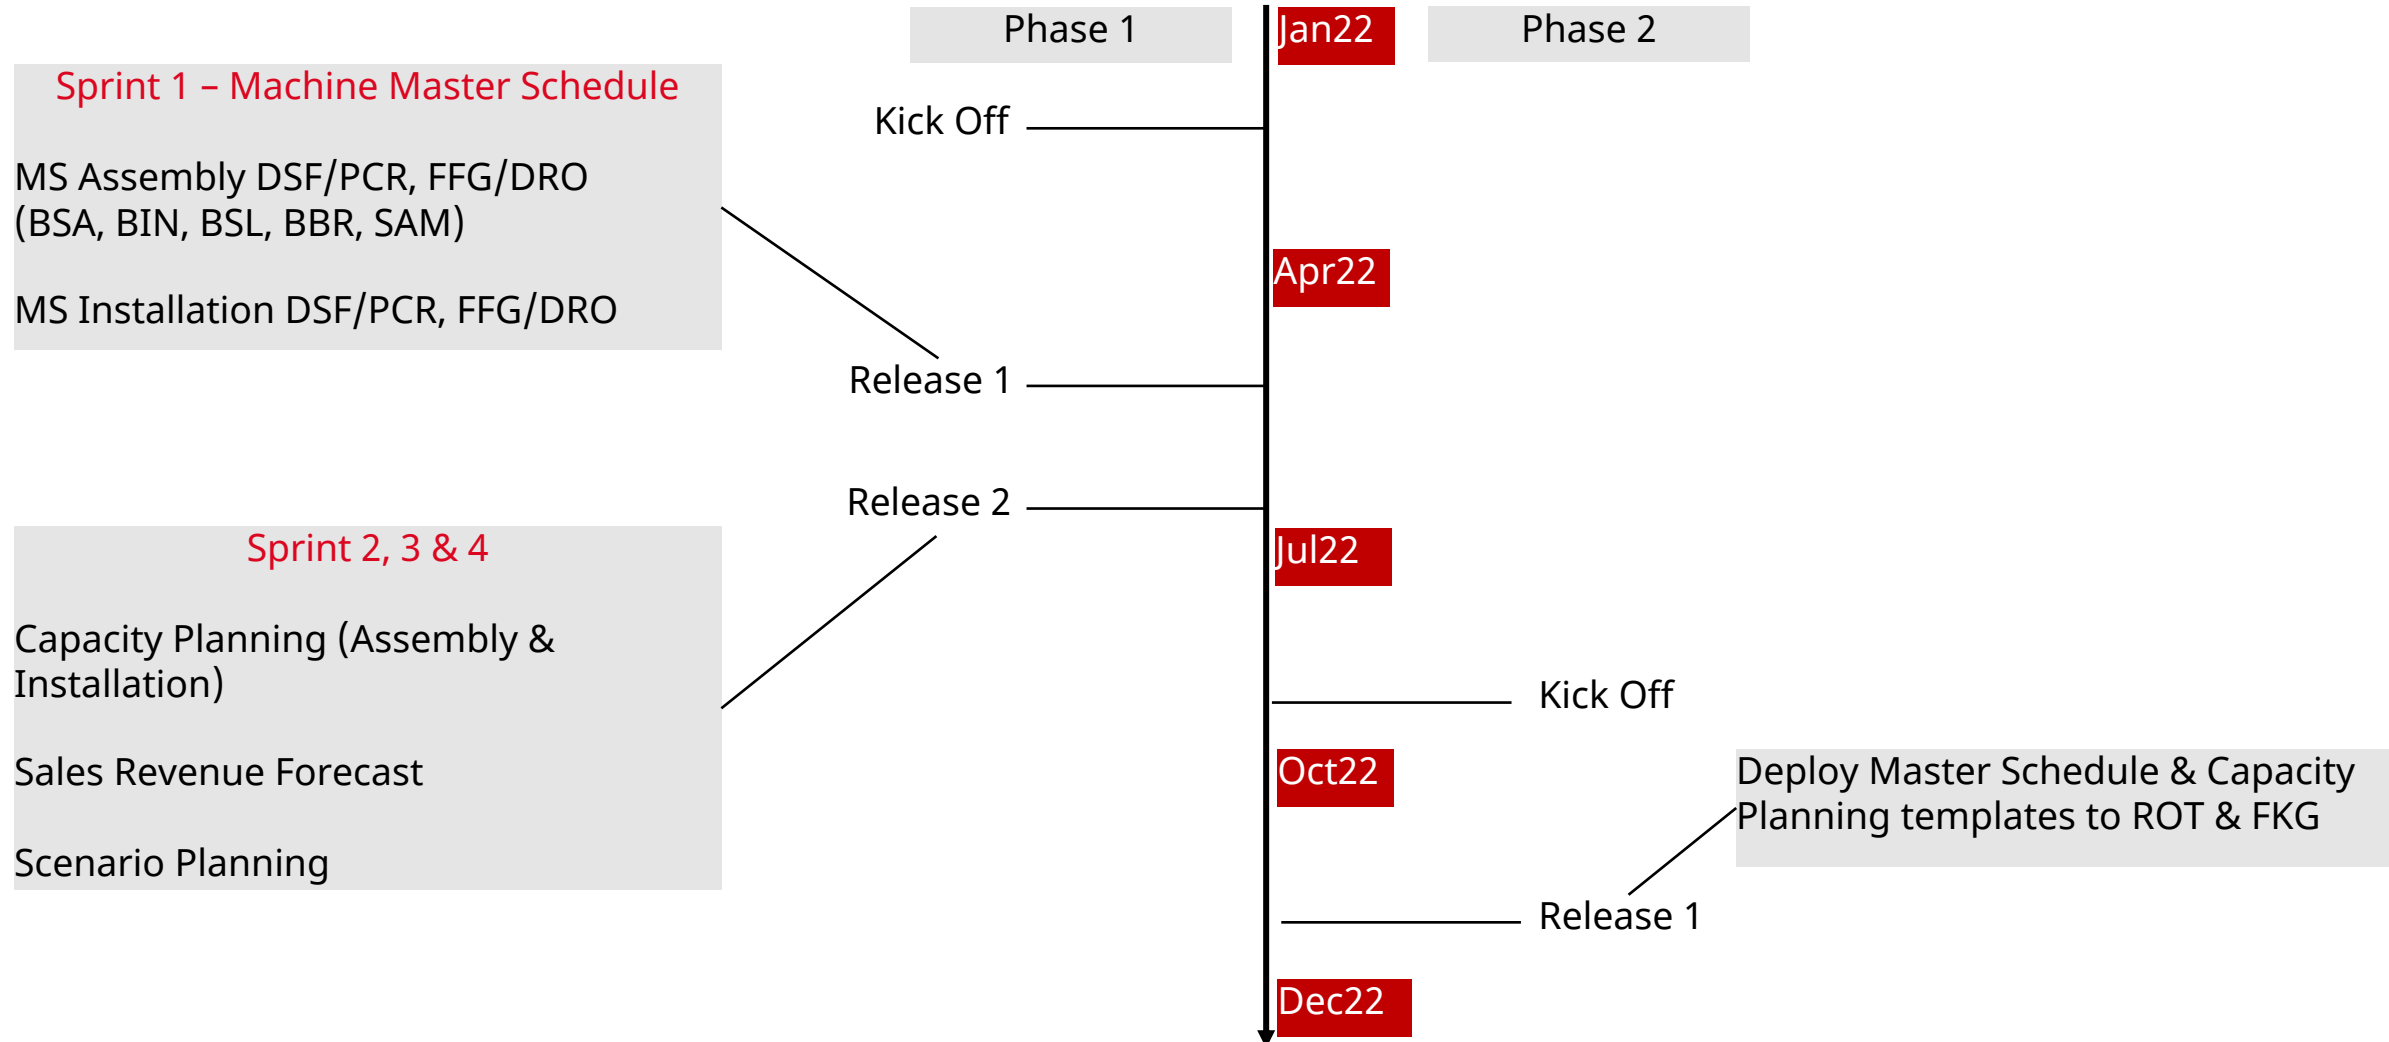 Phase 1
Jan22
Phase 2
Sprint 1 – Machine Master Schedule
MS Assembly DSF/PCR, FFG/DRO
(BSA, BIN, BSL, BBR, SAM)
MS Installation DSF/PCR, FFG/DRO
Kick Off
Apr22
Release 1
Release 2
Sprint 2, 3 & 4
Capacity Planning (Assembly &
Installation)
Sales Revenue Forecast
Scenario Planning
Jul22
Kick Off
Oct22
Deploy Master Schedule & Capacity
Planning templates to ROT & FKG
Release 1
Dec22